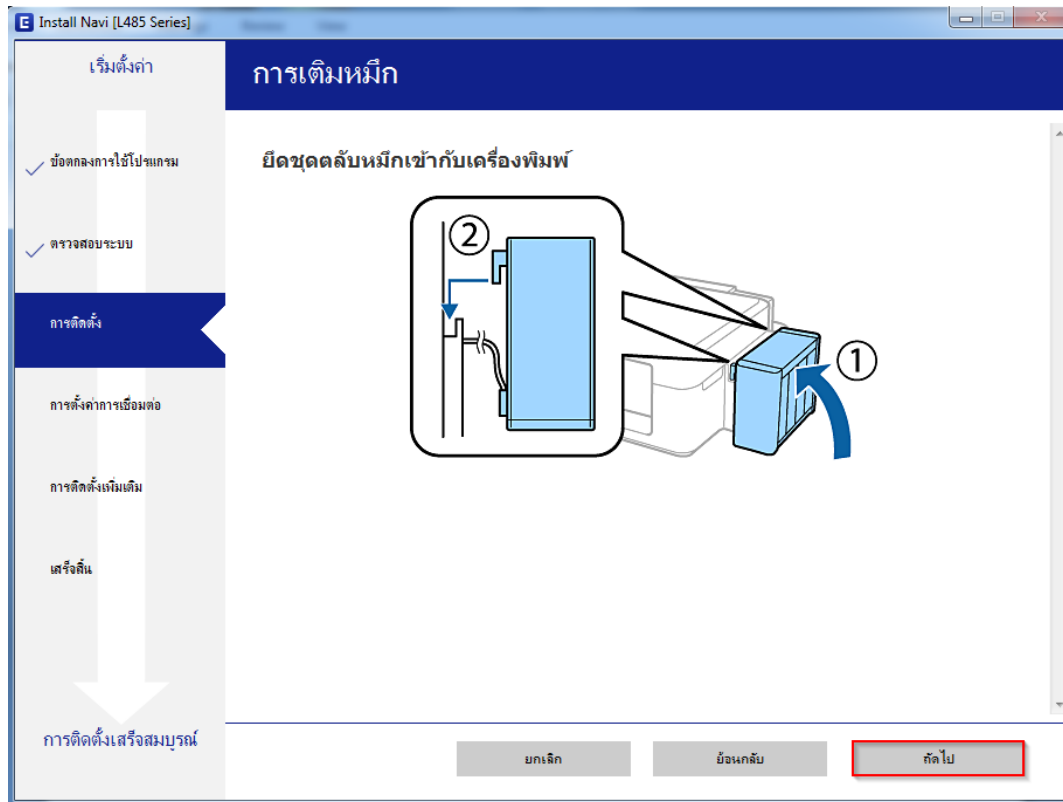 E Install Navi [L485 Series]
เริ่มตั้งค่า
การเติมหมึก
ข้อตกลงการใช้โปรแกรม
ตรวจสอบระบบ
การติดตั้ง
การตั้งค่าการเชื่อมต่อ
การติดตั้งเพิ่มเติม
เสร็จสิ้น
การติดตั้งเสร็จสมบูรณ์
ยึดชุดตลับหมึกเข้ากับเครื่องพิมพ์
2
1
ยกเลิก
ย้อนกลับ
ถัดไป